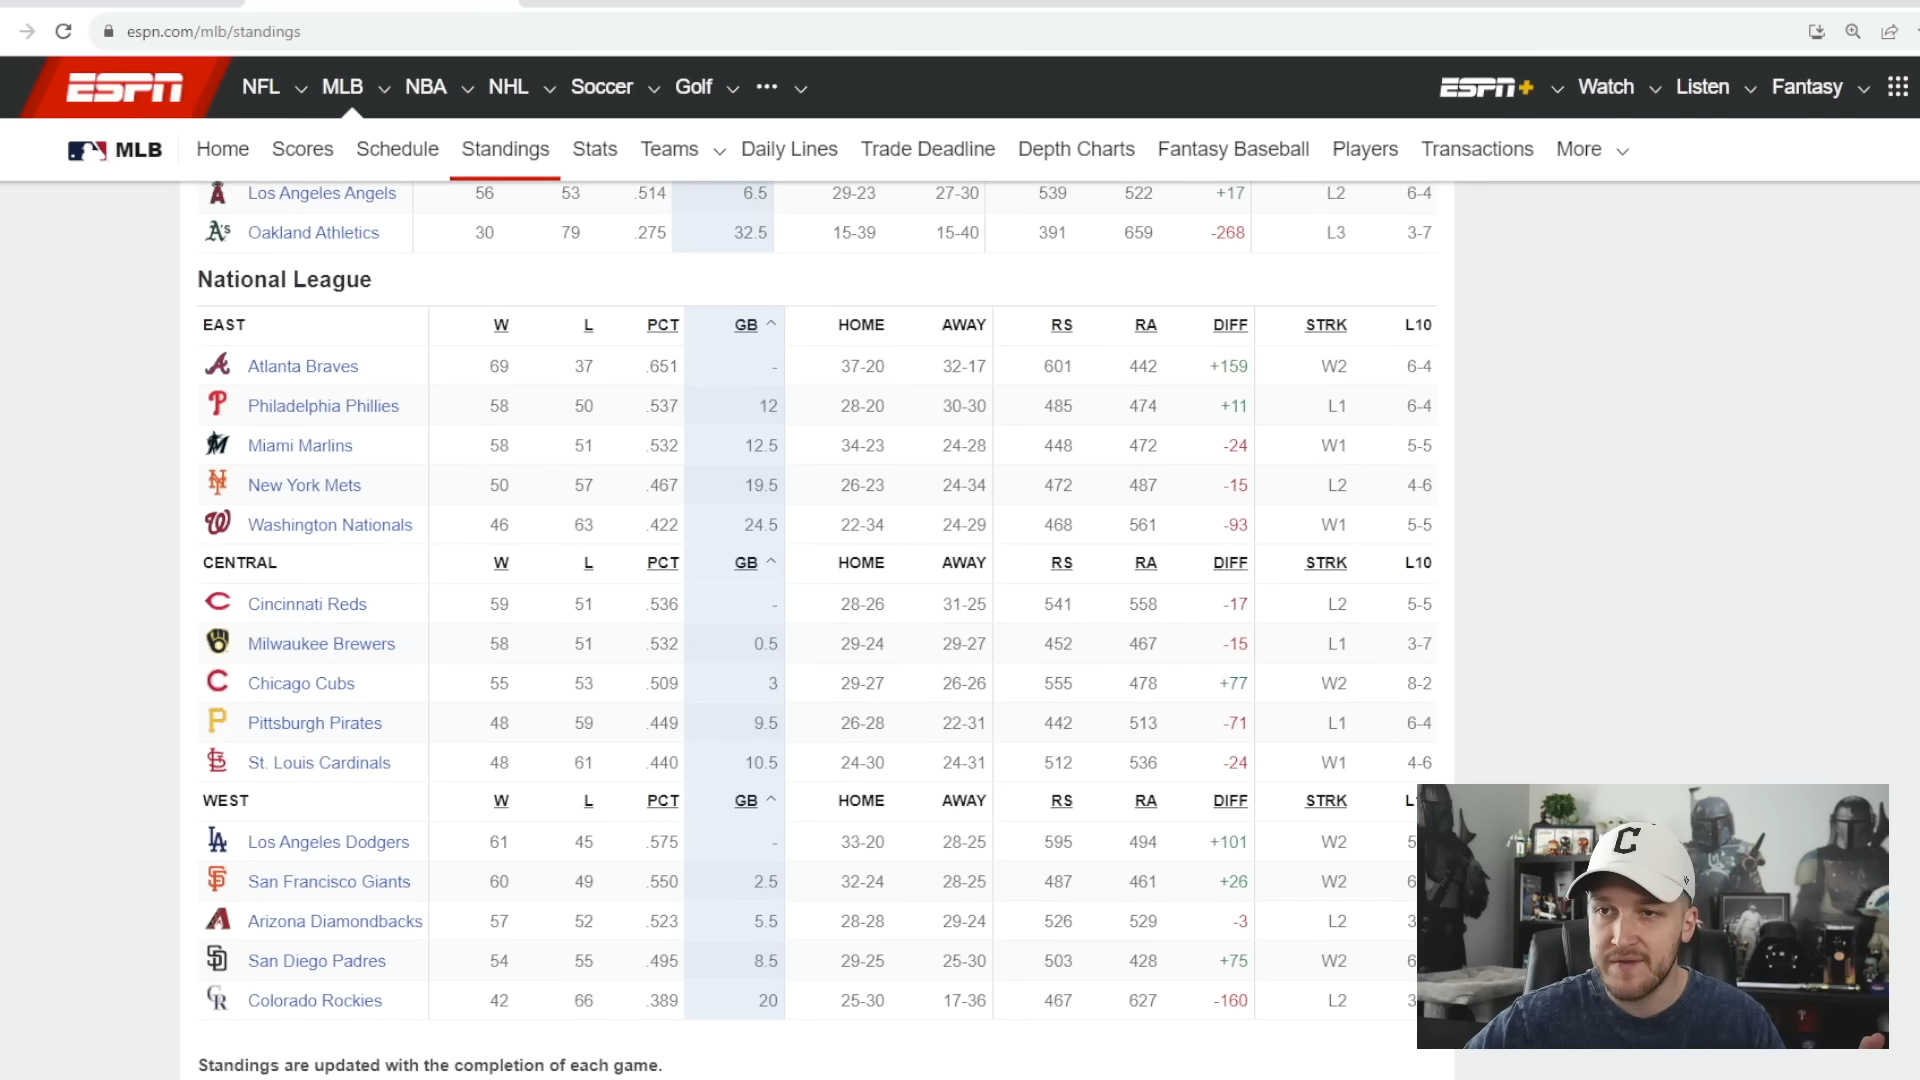 espn.com/mlb/standings
ESPN NFL MLB NBA NHL Soccer Golf ••• ESPN+ Watch Listen Fantasy
MLB Home Scores Schedule Standings Stats Teams Daily Lines Trade Deadline Depth Charts Fantasy Baseball Players Transactions More
Los Angeles Angels 56 53 .514 6.5 29-23 27-30 539 522 +17 L2 6-4
Oakland Athletics 30 79 .275 32.5 15-39 15-40 391 659 -268 L3 3-7
National League
EAST W L PCT GB HOME AWAY RS RA DIFF STRK L10
Atlanta Braves 69 37 .651 - 37-20 32-17 601 442 +159 W2 6-4
Philadelphia Phillies 58 50 .537 12 28-20 30-30 485 474 +11 L1 6-4
Miami Marlins 58 51 .532 12.5 34-23 24-28 448 472 -24 W1 5-5
New York Mets 50 57 .467 19.5 26-23 24-34 472 487 -15 L2 4-6
Washington Nationals 46 63 .422 24.5 22-34 24-29 468 561 -93 W1 5-5
CENTRAL W L PCT GB HOME AWAY RS RA DIFF STRK L10
Cincinnati Reds 59 51 .536 - 28-26 31-25 541 558 -17 L2 5-5
Milwaukee Brewers 58 51 .532 0.5 29-24 29-27 452 467 -15 L1 3-7
Chicago Cubs 55 53 .509 3 29-27 26-26 555 478 +77 W2 8-2
Pittsburgh Pirates 48 59 .449 9.5 26-28 22-31 442 513 -71 L1 6-4
St. Louis Cardinals 48 61 .440 10.5 24-30 24-31 512 536 -24 W1 4-6
WEST W L PCT GB HOME AWAY RS RA DIFF STRK
Los Angeles Dodgers 61 45 .575 - 33-20 28-25 595 494 +101 W2 5
San Francisco Giants 60 49 .550 2.5 32-24 28-25 487 461 +26 W2 6
Arizona Diamondbacks 57 52 .523 5.5 28-28 29-24 526 529 -3 L2 3
San Diego Padres 54 55 .495 8.5 29-25 25-30 503 428 +75 W2 6
Colorado Rockies 42 66 .389 20 25-30 17-36 467 627 -160 L2 3
Standings are updated with the completion of each game.